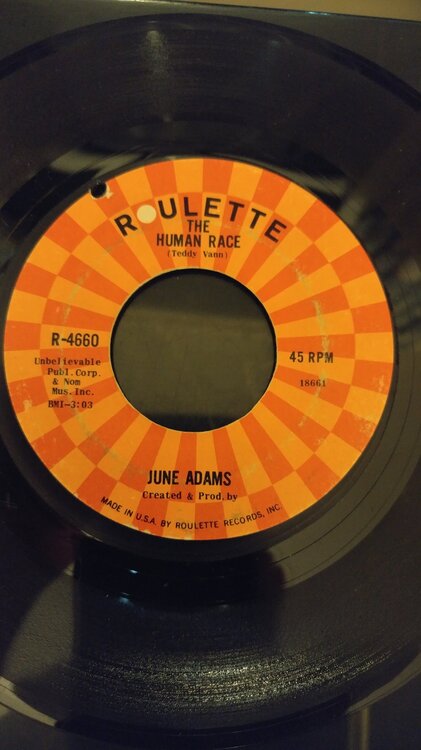 ROULETTE
THE
HUMAN RACE
(Teddy Vann)
R-4660
Unbelievable
Publ.Corp.
& Nom
Mus.Inc.
BMI-3:03
45 RPM
18661
JUNE ADAMS
Created & Prod.by
MADE IN U.S.A. BY ROULETTE RECORDS, INC.